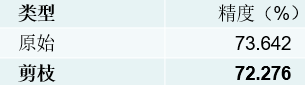 类型 精度（%）
原始 73.642
剪枝 72.276